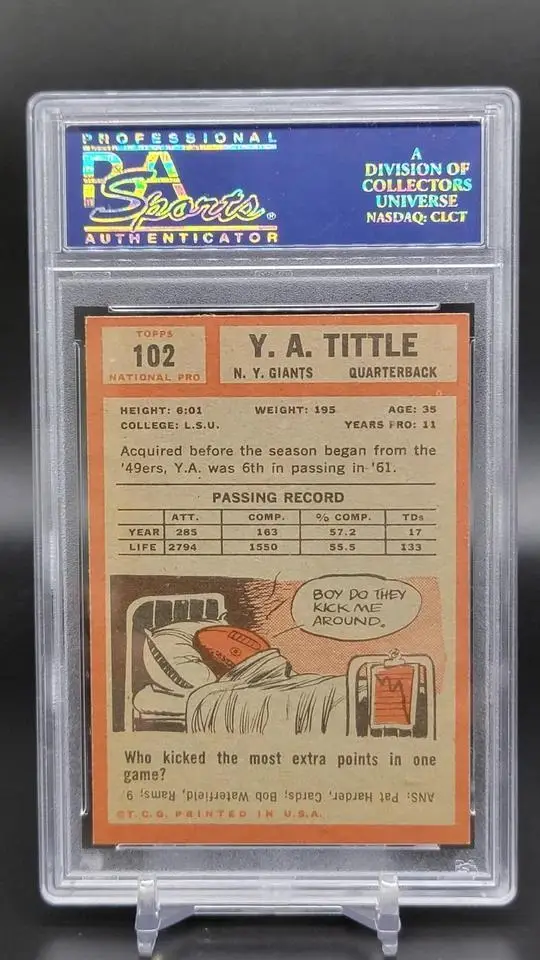 PROFESSIONAL
PSA
Sports®
AUTHENTICATOR
A
DIVISION OF
COLLECTORS
UNIVERSE
NASDAQ: CLCT
TOPPS
102
NATIONAL PRO
Y. A. TITTLE
N. Y. GIANTS QUARTERBACK
HEIGHT: 6:01 WEIGHT: 195 AGE: 35
COLLEGE: L.S.U. YEARS PRO: 11
Acquired before the season began from the
'49ers, Y.A. was 6th in passing in '61.
PASSING RECORD
ATT. COMP. % COMP. TDs
YEAR 285 163 57.2 17
LIFE 2794 1550 55.5 133
BOY DO THEY
KICK ME
AROUND.
Who kicked the most extra points in one
game?
ANS: Pat Harder, Cards; Bob Waterfield, Rams; 9
©T.C.G. PRINTED IN U.S.A.